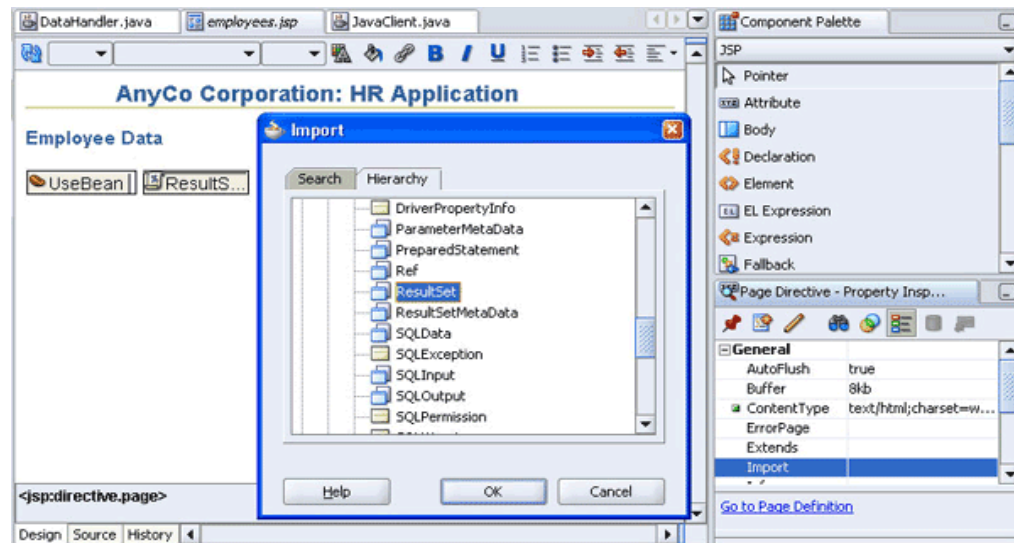 DataHandler.java
employees.jsp
JavaClient.java
B I U
AnyCo Corporation: HR Application
Employee Data
UseBean
ResultS...
Import
Search
Hierarchy
DriverPropertyInfo
ParameterMetaData
PreparedStatement
Ref
ResultSet
ResultSetMetaData
SQLData
SQLException
SQLInput
SQLOutput
SQLPermission
Help
OK
Cancel
<jsp:directive.page>
Design
Source
History
Component Palette
JSP
Pointer
Attribute
Body
Declaration
Element
EL Expression
Expression
Fallback
Page Directive - Property Insp...
General
AutoFlush true
Buffer 8kb
ContentType text/html;charset=w...
ErrorPage
Extends
Import
Go to Page Definition